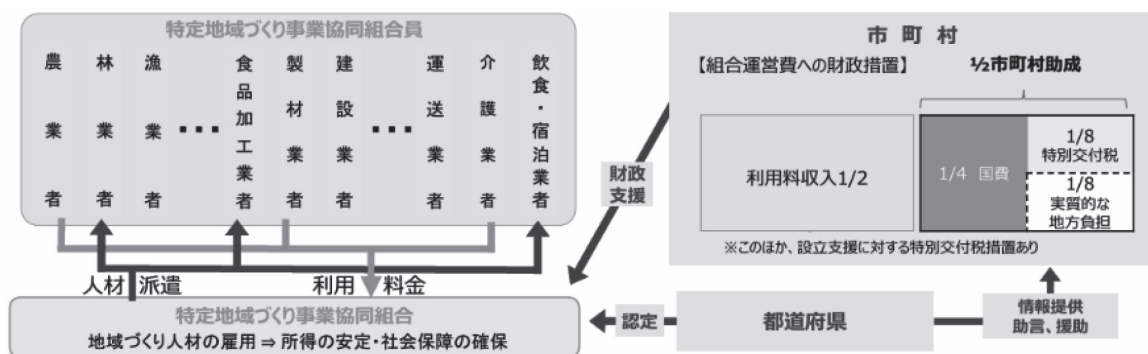 特定地域づくり事業協同組合員
農業者
林業者
漁業者
・・・
食品加工業者
製材業者
建設業者
・・・
運送業者
介護業者
飲食・宿泊業者
人材派遣
利用料金
特定地域づくり事業協同組合
地域づくり人材の雇用 ⇒ 所得の安定・社会保障の確保
財政
支援
市町村
【組合運営費への財政措置】
½市町村助成
利用料収入1/2
1/4 国費
1/8
特別交付税
1/8
実質的な
地方負担
※このほか、設立支援に対する特別交付税措置あり
認定
都道府県
情報提供
助言、援助